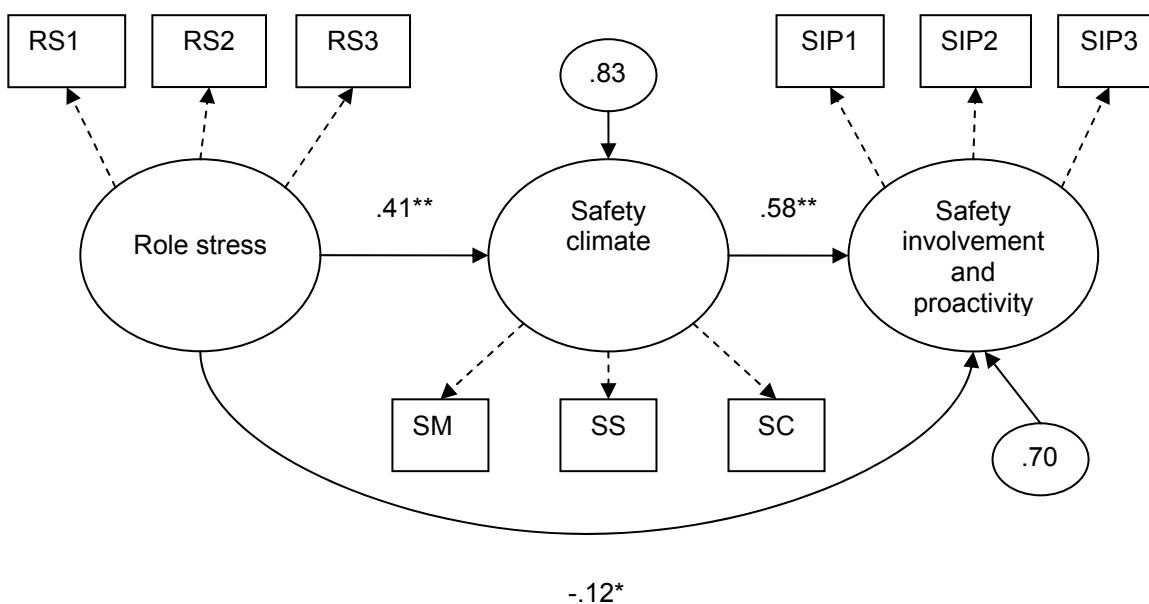 RS1
RS2
RS3
SIP1
SIP2
SIP3
.83
Role stress
.41**
Safety
climate
.58**
Safety
involvement
and
proactivity
SM
SS
SC
.70
-.12*